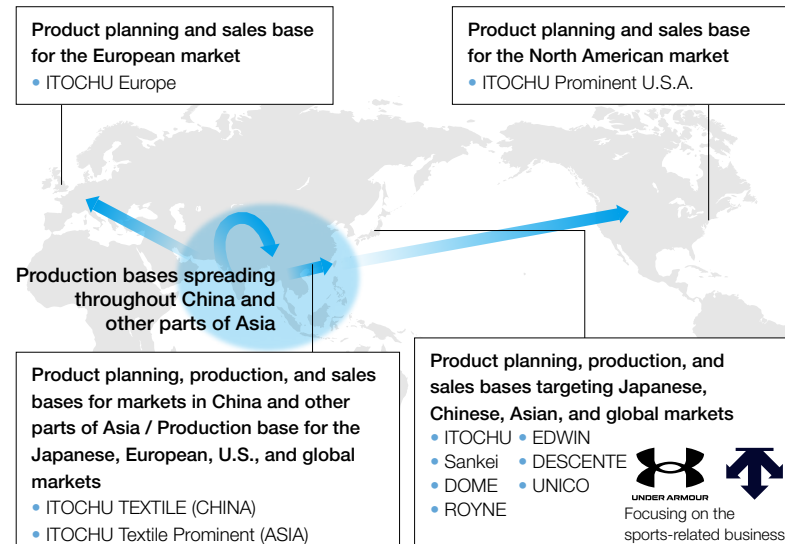 Product planning and sales base
for the European market
• ITOCHU Europe
Product planning and sales base
for the North American market
• ITOCHU Prominent U.S.A.
Production bases spreading
throughout China and
other parts of Asia
Product planning, production, and sales
bases for markets in China and other
parts of Asia / Production base for the
Japanese, European, U.S., and global
markets
• ITOCHU TEXTILE (CHINA)
• ITOCHU Textile Prominent (ASIA)
Product planning, production, and
sales bases targeting Japanese,
Chinese, Asian, and global markets
• ITOCHU • EDWIN
• Sankei • DESCENTE
• DOME • UNICO
• ROYNE
UNDER ARMOUR
Focusing on the
sports-related business